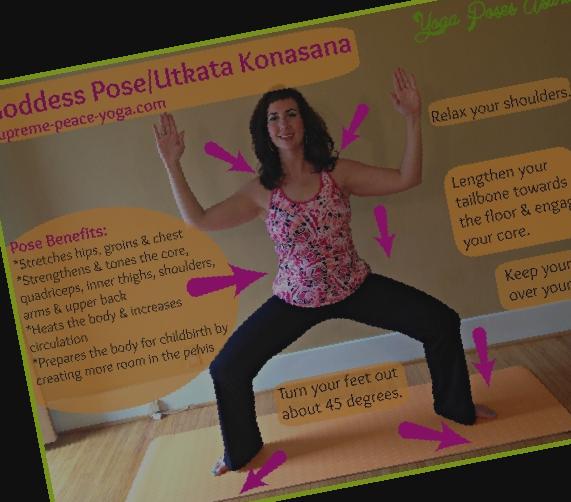 Yoga Poses
Goddess Pose/Utkata Konasana
supreme-peace-yoga.com
Relax your shoulders.
Lengthen your
tailbone towards
the floor & engage
your core.
Keep your
over your
Pose Benefits:
*Stretches hips, groins & chest
*Strengthens & tones the core,
quadriceps, inner thighs, shoulders,
arms & upper back
*Heats the body & increases
circulation
*Prepares the body for childbirth by
creating more room in the pelvis
Turn your feet out
about 45 degrees.